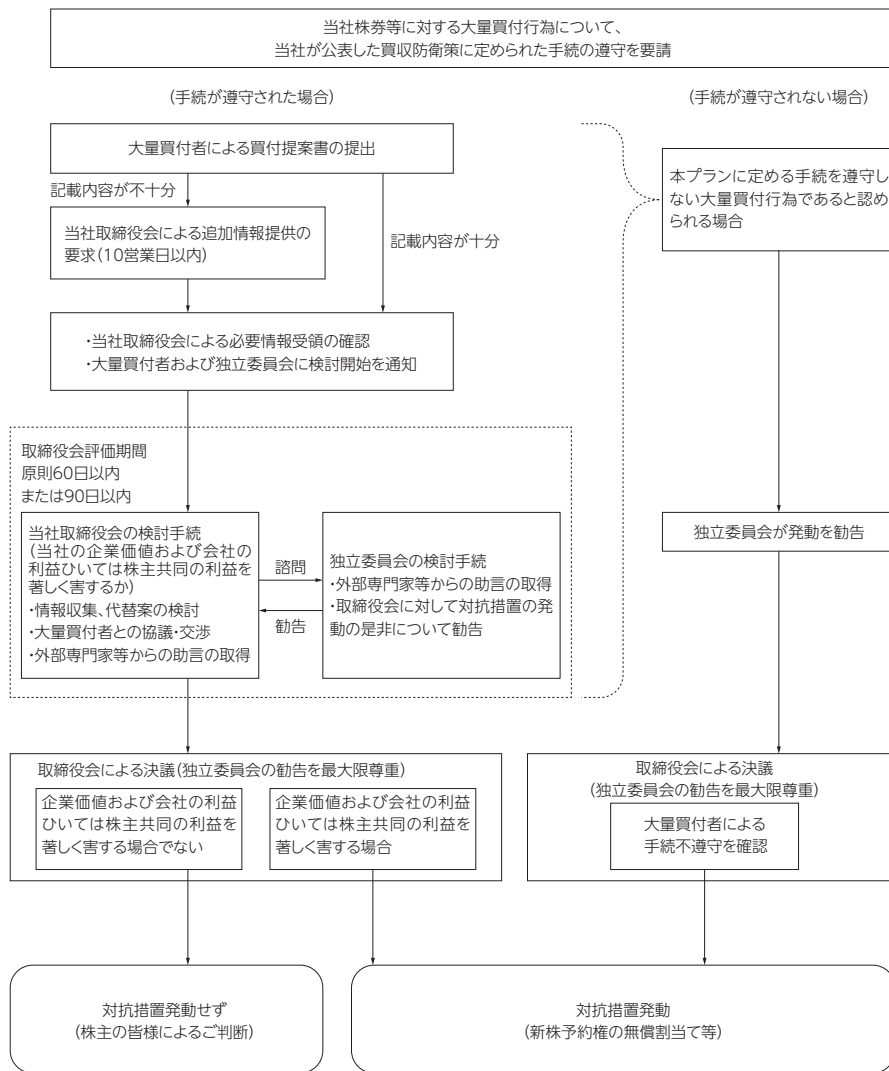 当社株券等に対する大量買付行為について、
当社が公表した買収防衛策に定められた手続の遵守を要請
(手続が遵守された場合)
(手続が遵守されない場合)
大量買付者による買付提案書の提出
記載内容が不十分
当社取締役会による追加情報提供の
要求(10営業日以内)
記載内容が十分
・当社取締役会による必要情報受領の確認
・大量買付者および独立委員会に検討開始を通知
本プランに定める手続を遵守し
ない大量買付行為であると認め
られる場合
取締役会評価期間
原則60日以内
または90日以内
当社取締役会の検討手続
(当社の企業価値および会社の
利益ひいては株主共同の利益を
著しく害するか)
・情報収集、代替案の検討
・大量買付者との協議・交渉
・外部専門家等からの助言の取得
諮問
勧告
独立委員会の検討手続
・外部専門家等からの助言の取得
・取締役会に対して対抗措置の発
動の是非について勧告
独立委員会が発動を勧告
取締役会による決議(独立委員会の勧告を最大限尊重)
企業価値および会社の利益
ひいては株主共同の利益を
著しく害する場合でない
企業価値および会社の利益
ひいては株主共同の利益を
著しく害する場合
取締役会による決議
(独立委員会の勧告を最大限尊重)
大量買付者による
手続不遵守を確認
対抗措置発動せず
(株主の皆様によるご判断)
対抗措置発動
(新株予約権の無償割当て等)